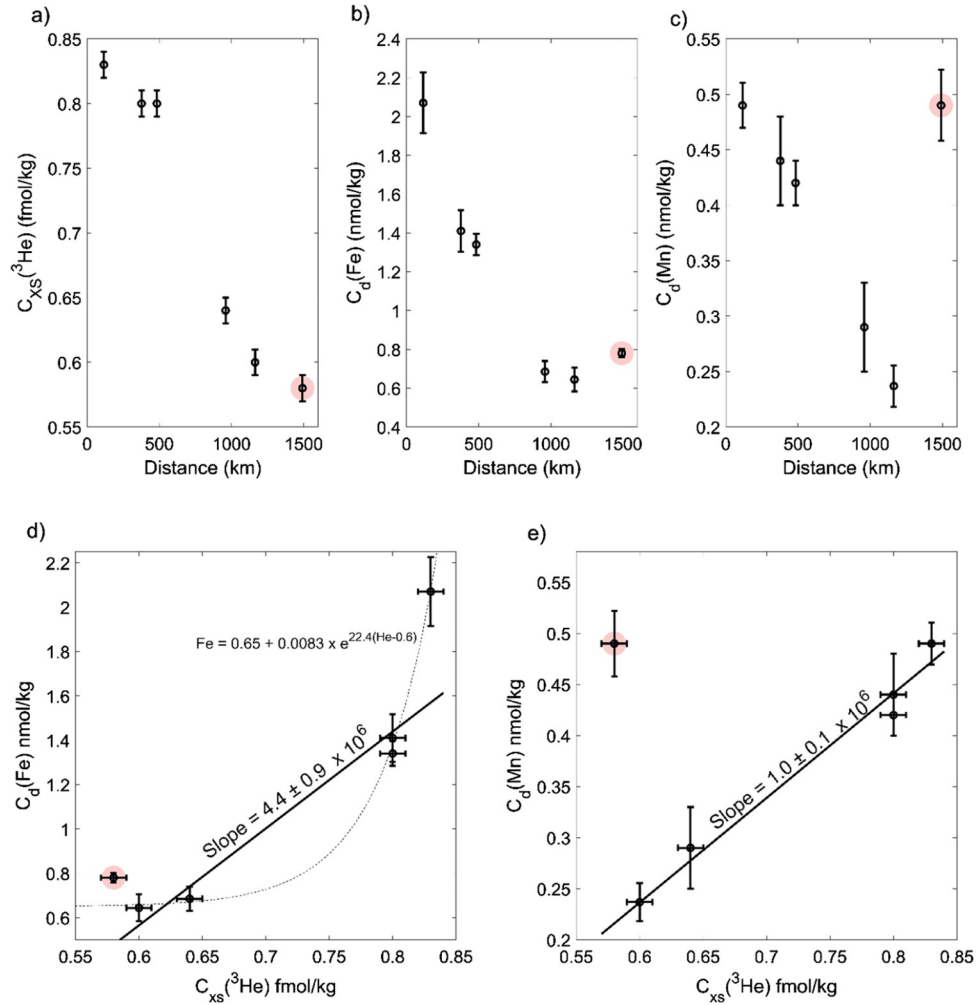 a)
0.85
0.8
0.75
0.7
0.65
0.6
0.55
C_XS(³He) (fmol/kg)
0 500 1000 1500
Distance (km)
b)
2.4
2.2
2
1.8
1.6
1.4
1.2
1
0.8
0.6
0.4
C_d(Fe) (nmol/kg)
0 500 1000 1500
Distance (km)
c)
0.55
0.5
0.45
0.4
0.35
0.3
0.25
0.2
C_d(Mn) (nmol/kg)
0 500 1000 1500
Distance (km)
d)
2.2
2
1.8
1.6
1.4
1.2
1
0.8
0.6
C_d(Fe) nmol/kg
Fe = 0.65 + 0.0083 x e^22.4(He-0.6)
Slope = 4.4 ± 0.9 x 10⁶
0.55 0.6 0.65 0.7 0.75 0.8 0.85
C_xs(³He) fmol/kg
e)
0.55
0.5
0.45
0.4
0.35
0.3
0.25
0.2
C_d(Mn) nmol/kg
Slope = 1.0 ± 0.1 x 10⁶
0.55 0.6 0.65 0.7 0.75 0.8 0.85
C_xs(³He) fmol/kg